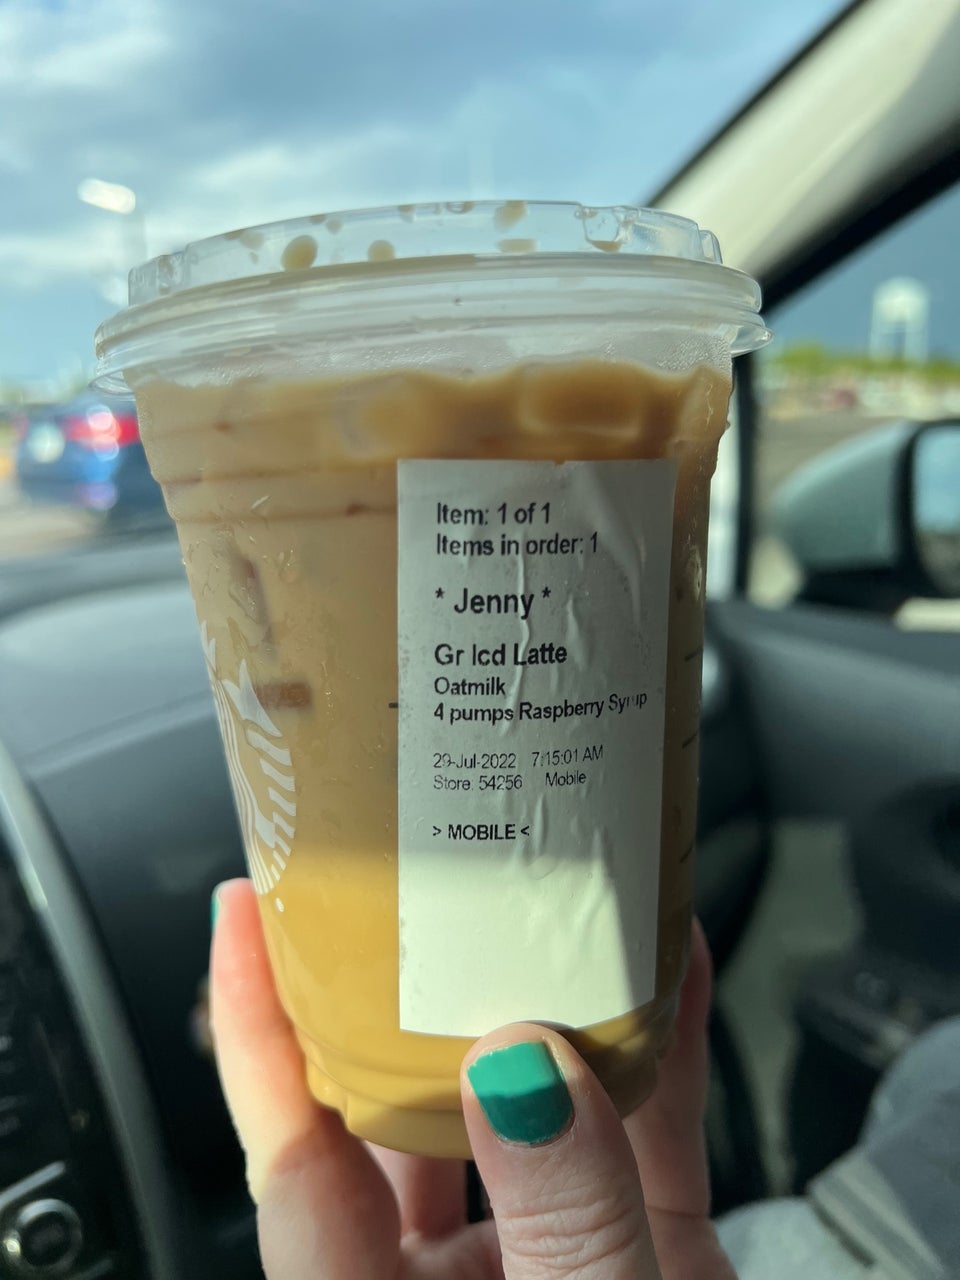 Item: 1 of 1
Items in order: 1
* Jenny *
Gr Icd Latte
Oatmilk
4 pumps Raspberry Syrup
29-Jul-2022 7:15:01 AM
Store: 54256 Mobile
> MOBILE <